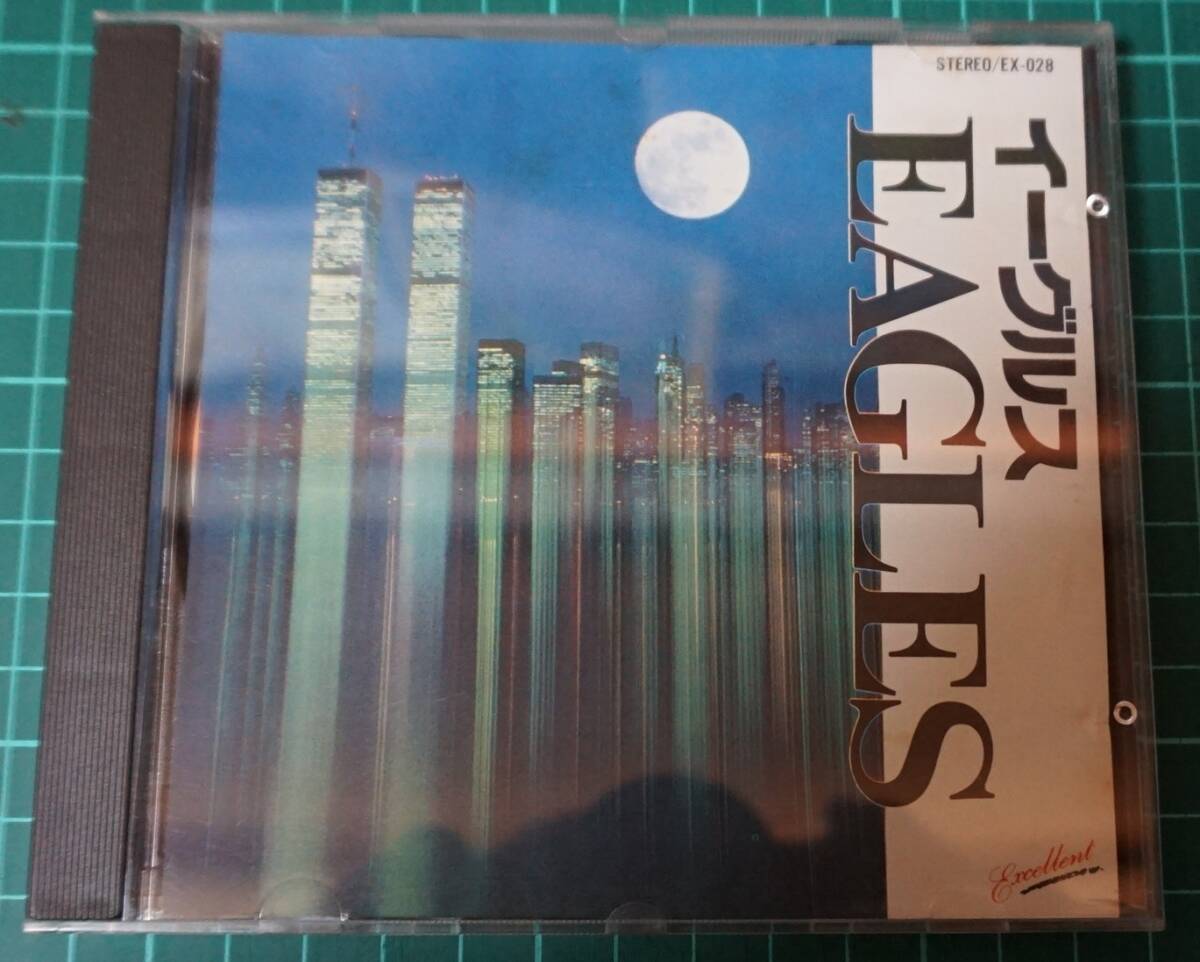 STEREO/EX-028
イーグルス
EAGLES
Excellent